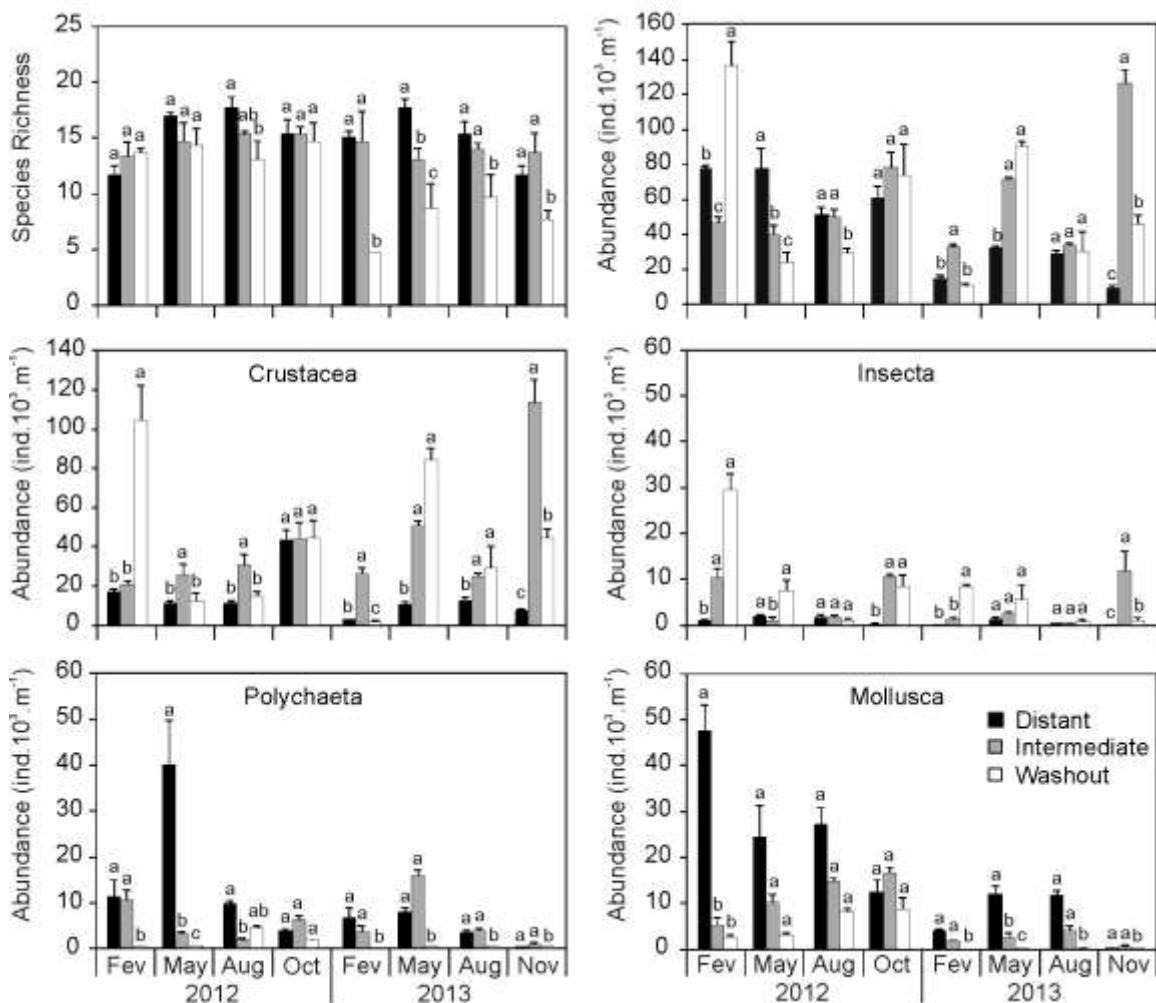 Species Richness
25
20
15
10
5
0
a a a a a a a ab b a a a a a b a b c a a b a a b
Abundance (ind.10³.m⁻¹)
160
140
120
100
80
60
40
20
0
b c a a b c a a b a a a b a b b a a a a a c a b
Crustacea
Abundance (ind.10³.m⁻¹)
140
120
100
80
60
40
20
0
b b a b a b b a b a a a b a c b a a b a a c a b
Insecta
Abundance (ind.10³.m⁻¹)
60
50
40
30
20
10
0
b a a a b a a a a b a a b b a a a a a a a c a b
Polychaeta
Abundance (ind.10³.m⁻¹)
60
50
40
30
20
10
0
a a b a b c a b ab a a a a a b a a b a a b a a b
Fev May Aug Oct Fev May Aug Nov
2012 2013
Mollusca
Abundance (ind.10³.m⁻¹)
60
50
40
30
20
10
0
a b b a a a a a a a a a a a b a b c a a b a a b
Distant
Intermediate
Washout
Fev May Aug Oct Fev May Aug Nov
2012 2013